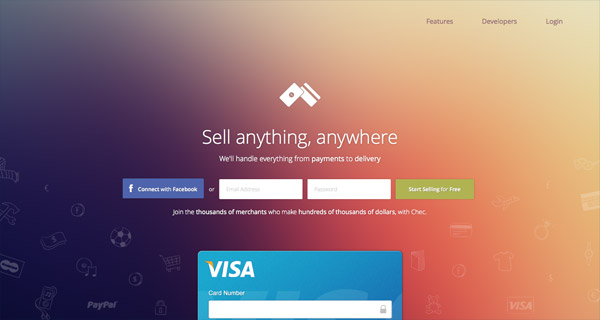 Features Developers Login
Sell anything, anywhere
We'll handle everything from payments to delivery
f Connect with Facebook or Email Address Password Start Selling for Free
Join the thousands of merchants who make hundreds of thousands of dollars, with Chec.
VISA
Card Number
PayPal
VISA